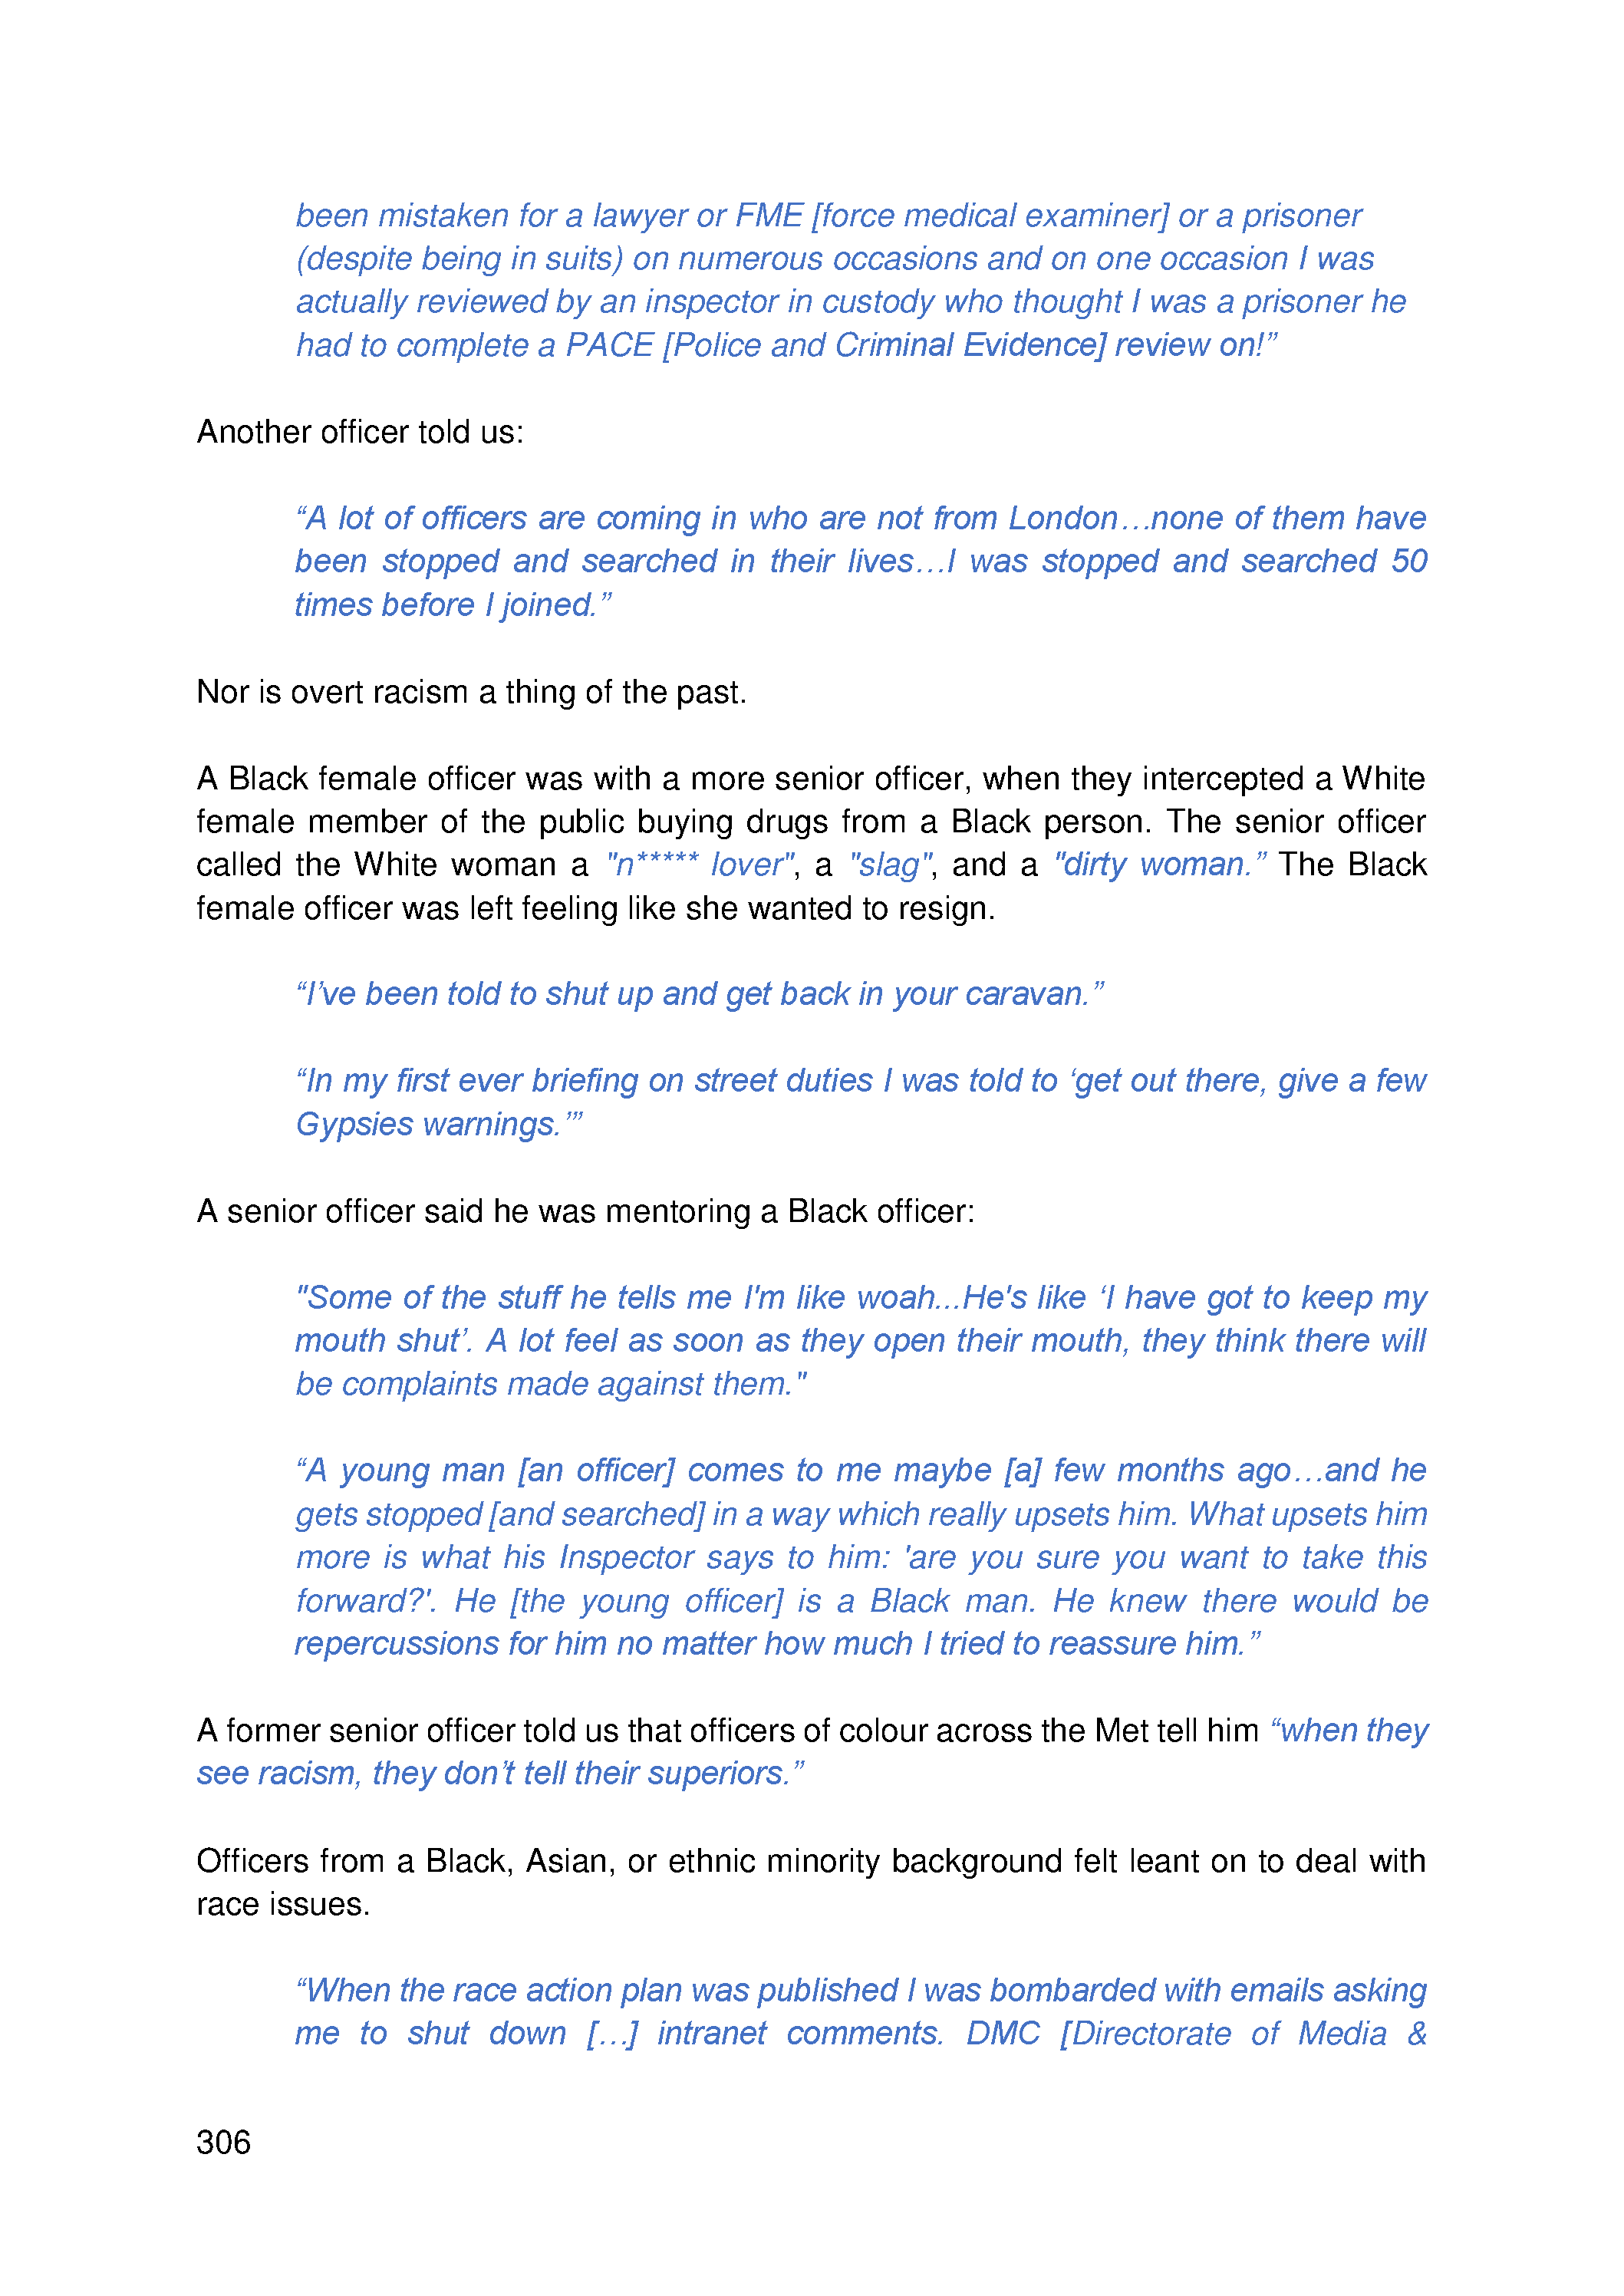 been mistaken for a lawyer or FME [force medical examiner] or a prisoner
(despite being in suits) on numerous occasions and on one occasion I was
actually reviewed by an inspector in custody who thought I was a prisoner he
had to complete a PACE [Police and Criminal Evidence] review on!”
Another officer told us:
“A lot of officers are coming in who are not from London…none of them have
been stopped and searched in their lives…I was stopped and searched 50
times before I joined.”
Nor is overt racism a thing of the past.
A Black female officer was with a more senior officer, when they intercepted a White
female member of the public buying drugs from a Black person. The senior officer
called the White woman a "n***** lover", a "slag", and a "dirty woman.” The Black
female officer was left feeling like she wanted to resign.
“I’ve been told to shut up and get back in your caravan.”
“In my first ever briefing on street duties I was told to ‘get out there, give a few
Gypsies warnings.’”
A senior officer said he was mentoring a Black officer:
"Some of the stuff he tells me I'm like woah...He's like ‘I have got to keep my
mouth shut’. A lot feel as soon as they open their mouth, they think there will
be complaints made against them."
“A young man [an officer] comes to me maybe [a] few months ago…and he
gets stopped [and searched] in a way which really upsets him. What upsets him
more is what his Inspector says to him: 'are you sure you want to take this
forward?'. He [the young officer] is a Black man. He knew there would be
repercussions for him no matter how much I tried to reassure him.”
A former senior officer told us that officers of colour across the Met tell him “when they
see racism, they don’t tell their superiors.”
Officers from a Black, Asian, or ethnic minority background felt leant on to deal with
race issues.
“When the race action plan was published I was bombarded with emails asking
me to shut down […] intranet comments. DMC [Directorate of Media &
306